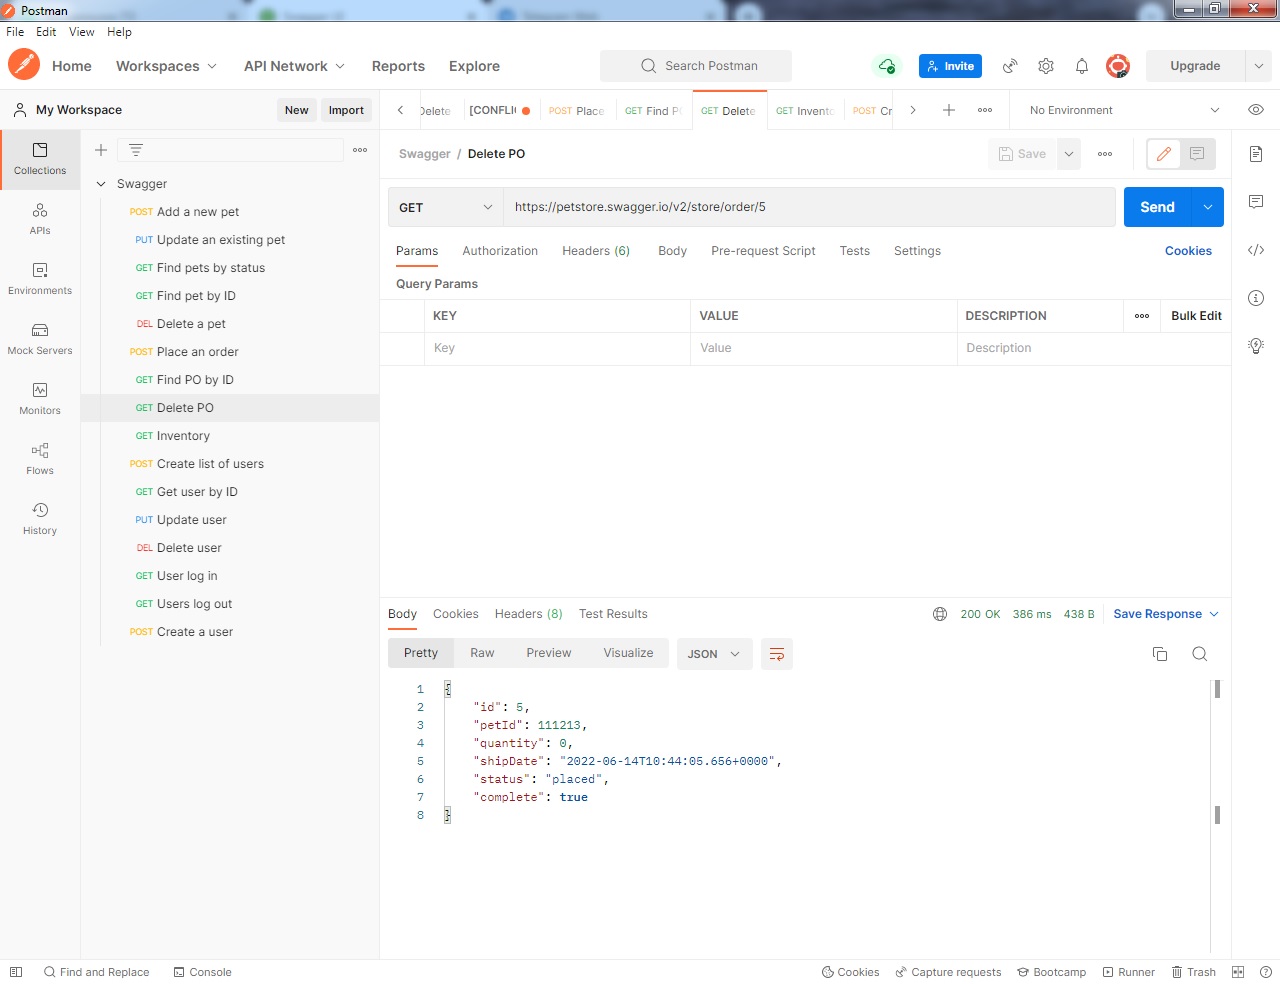 Postman
File Edit View Help
Home Workspaces API Network Reports Explore Search Postman Invite Upgrade
My Workspace New Import
Delete [CONFLI POST Place GET Find P GET Delete GET Invento POST Cr No Environment
Collections
APIs
Environments
Mock Servers
Monitors
Flows
History
Swagger
POST Add a new pet
PUT Update an existing pet
GET Find pets by status
GET Find pet by ID
DEL Delete a pet
POST Place an order
GET Find PO by ID
GET Delete PO
GET Inventory
POST Create list of users
GET Get user by ID
PUT Update user
DEL Delete user
GET User log in
GET Users log out
POST Create a user
Swagger / Delete PO Save
GET https://petstore.swagger.io/v2/store/order/5 Send
Params Authorization Headers (6) Body Pre-request Script Tests Settings Cookies
Query Params
KEY VALUE DESCRIPTION Bulk Edit
Key Value Description
Body Cookies Headers (8) Test Results 200 OK 386 ms 438 B Save Response
Pretty Raw Preview Visualize JSON
1 {
2 "id": 5,
3 "petId": 111213,
4 "quantity": 0,
5 "shipDate": "2022-06-14T10:44:05.656+0000",
6 "status": "placed",
7 "complete": true
8 }
Find and Replace Console Cookies Capture requests Bootcamp Runner Trash